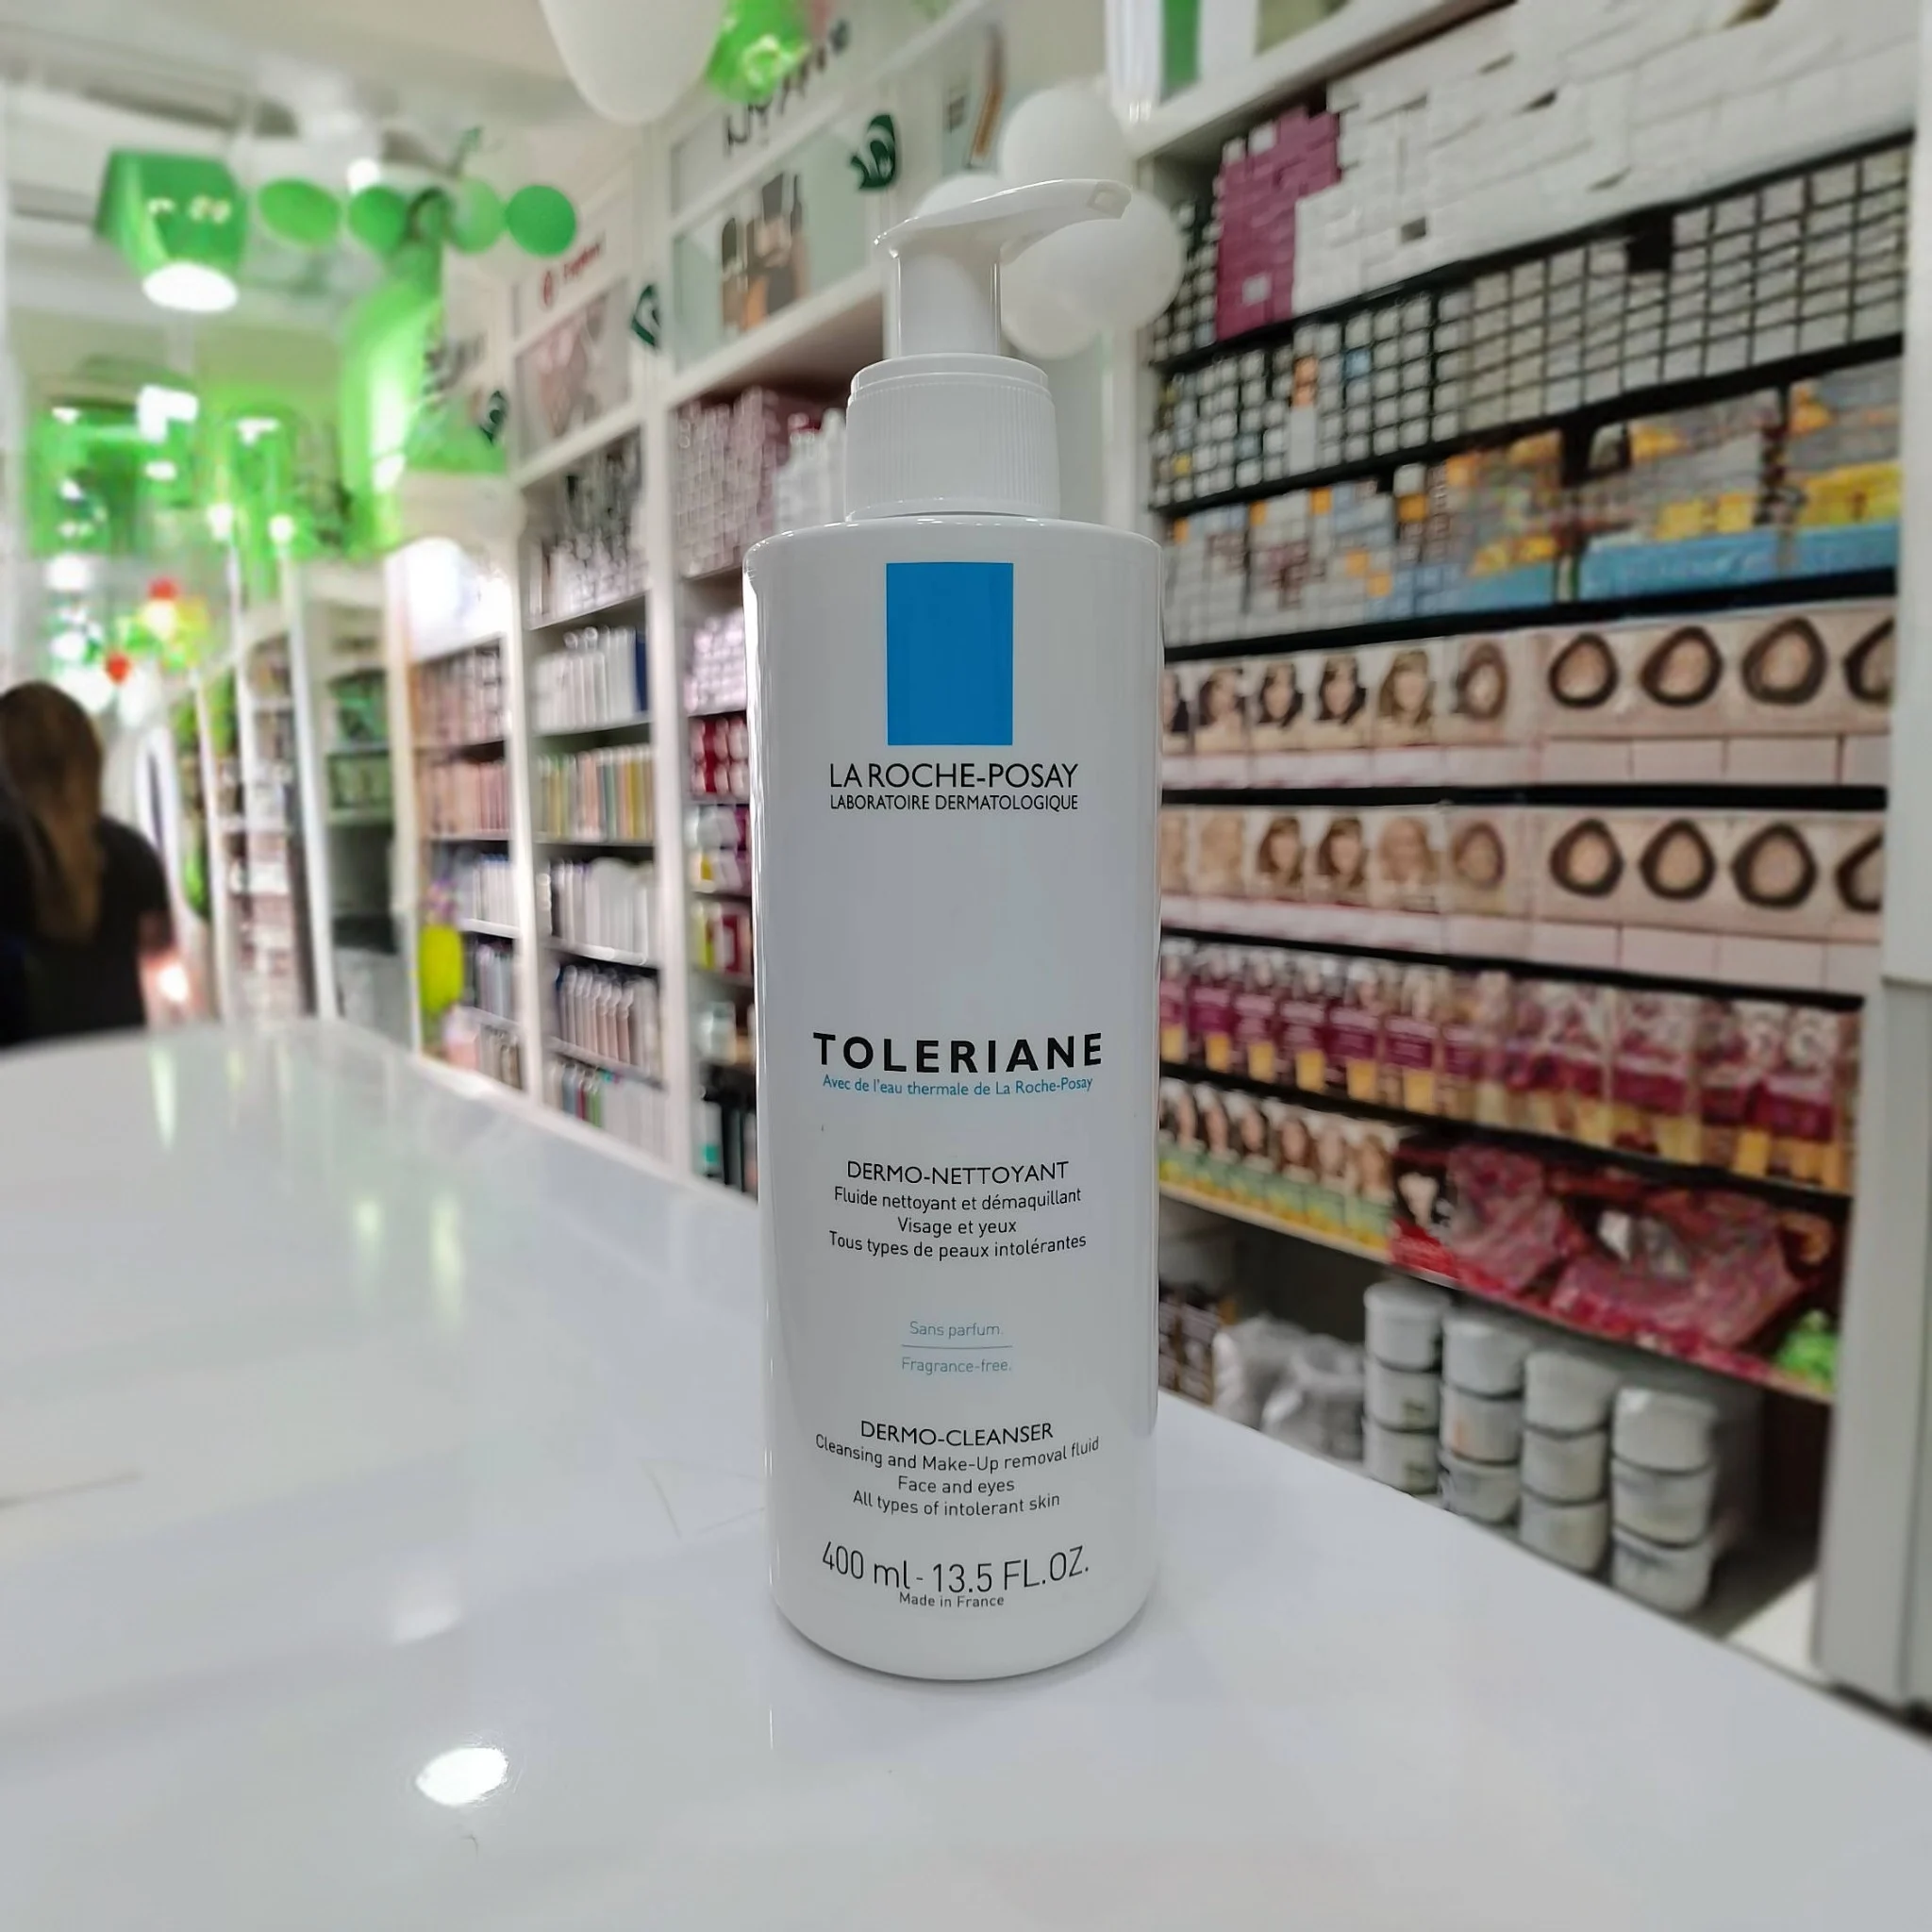 LA ROCHE-POSAY
LABORATOIRE DERMATOLOGIQUE
TOLERIANE
Avec de l'eau thermale de La Roche-Posay
DERMO-NETTOYANT
Fluide nettoyant et démaquillant
Visage et yeux
Tous types de peaux intolérantes
Sans parfum.
Fragrance-free.
DERMO-CLEANSER
Cleansing and Make-Up removal fluid
Face and eyes
All types of intolerant skin
400 ml - 13.5 FL.OZ.
Made in France